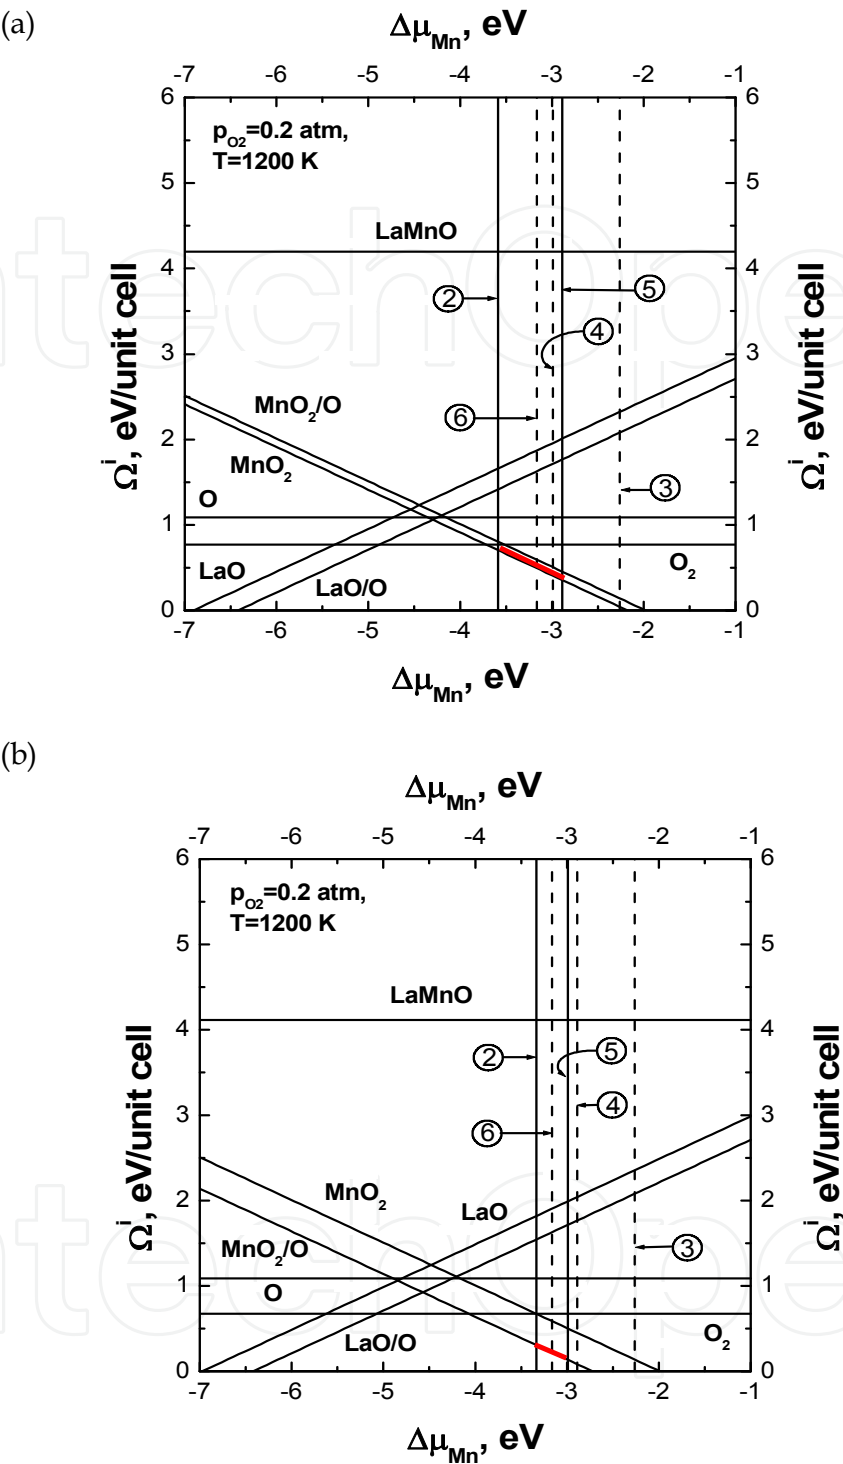 (a)
Δμ_Mn, eV
-7 -6 -5 -4 -3 -2 -1
6 6
p_O2=0.2 atm,
T=1200 K
5 5
LaMnO
4 4
② ⑤
④
3 3
MnO₂/O
⑥
2 2
MnO₂
③
O
1 1
LaO O₂
LaO/O
0 0
-7 -6 -5 -4 -3 -2 -1
Δμ_Mn, eV
Ωⁱ, eV/unit cell
Ωⁱ, eV/unit cell
(b)
Δμ_Mn, eV
-7 -6 -5 -4 -3 -2 -1
6 6
p_O2=0.2 atm,
T=1200 K
5 5
LaMnO
4 4
② ⑤
④
⑥
3 3
MnO₂
LaO
2 2
MnO₂/O
③
1 1
O
O₂
LaO/O
0 0
-7 -6 -5 -4 -3 -2 -1
Δμ_Mn, eV
Ωⁱ, eV/unit cell
Ωⁱ, eV/unit cell